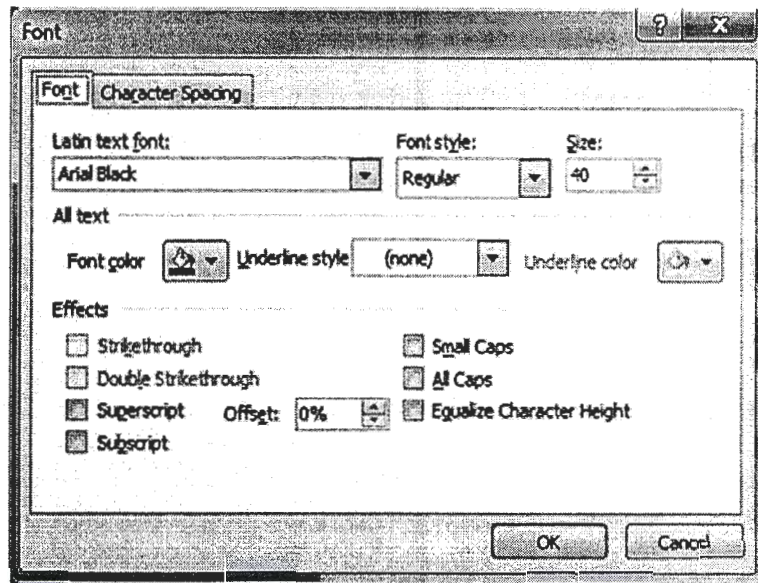 Font ? X
Font Character Spacing
Latin text font: Font style: Size:
Arial Black Regular 40
All text
Font color Underline style (none) Underline color
Effects
Strikethrough Small Caps
Double Strikethrough All Caps
Superscript Offset: 0% Equalize Character Height
Subscript
OK Cancel